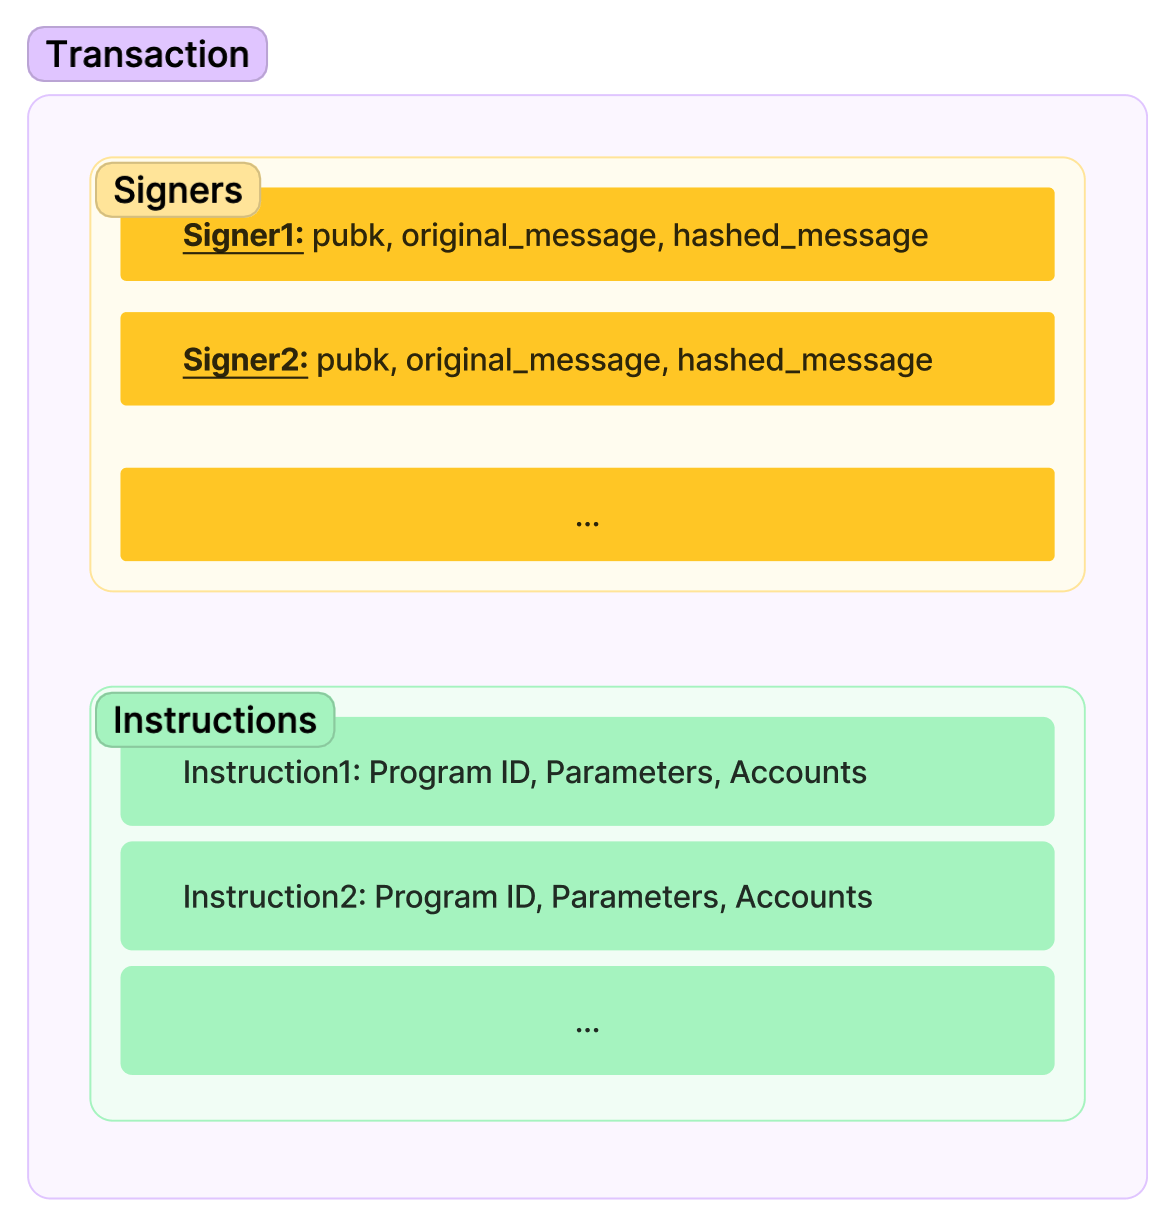 Transaction
Signers
Signer1: pubk, original_message, hashed_message
Signer2: pubk, original_message, hashed_message
...
Instructions
Instruction1: Program ID, Parameters, Accounts
Instruction2: Program ID, Parameters, Accounts
...